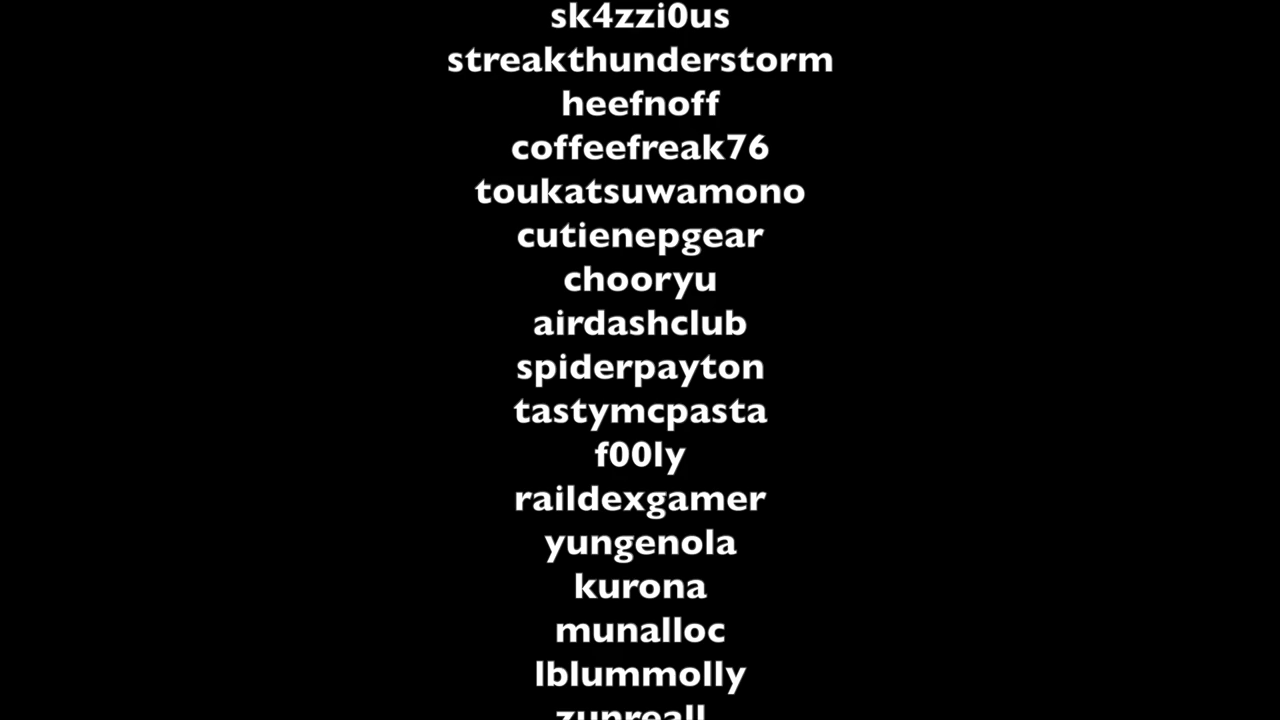 sk4zzi0us
streakthunderstorm
heefnoff
coffeefreak76
toukatsuwamono
cutienepgear
chooryu
airdashclub
spiderpayton
tastymcpasta
f00ly
raildexgamer
yungenola
kurona
munalloc
lblummolly